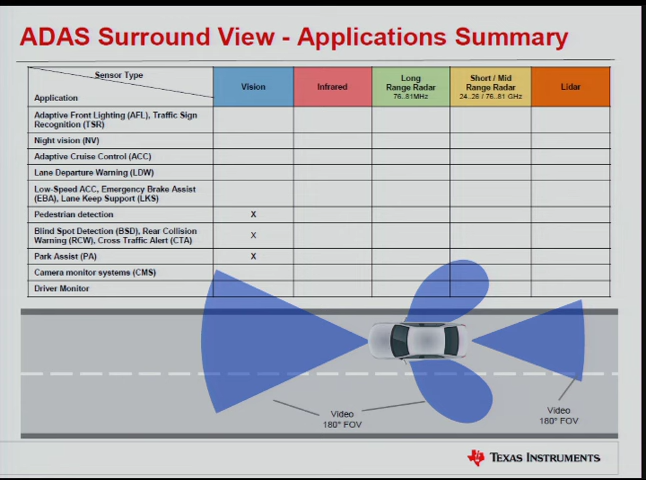 ADAS Surround View - Applications Summary
Sensor Type
Application
Vision
Infrared
Long
Range Radar
76..81MHz
Short / Mid
Range Radar
24..26 / 76..81 GHz
Lidar
Adaptive Front Lighting (AFL), Traffic Sign
Recognition (TSR)
Night vision (NV)
Adaptive Cruise Control (ACC)
Lane Departure Warning (LDW)
Low-Speed ACC, Emergency Brake Assist
(EBA), Lane Keep Support (LKS)
Pedestrian detection X
Blind Spot Detection (BSD), Rear Collision
Warning (RCW), Cross Traffic Alert (CTA) X
Park Assist (PA) X
Camera monitor systems (CMS)
Driver Monitor
Video
180° FOV
Video
180° FOV
TEXAS INSTRUMENTS